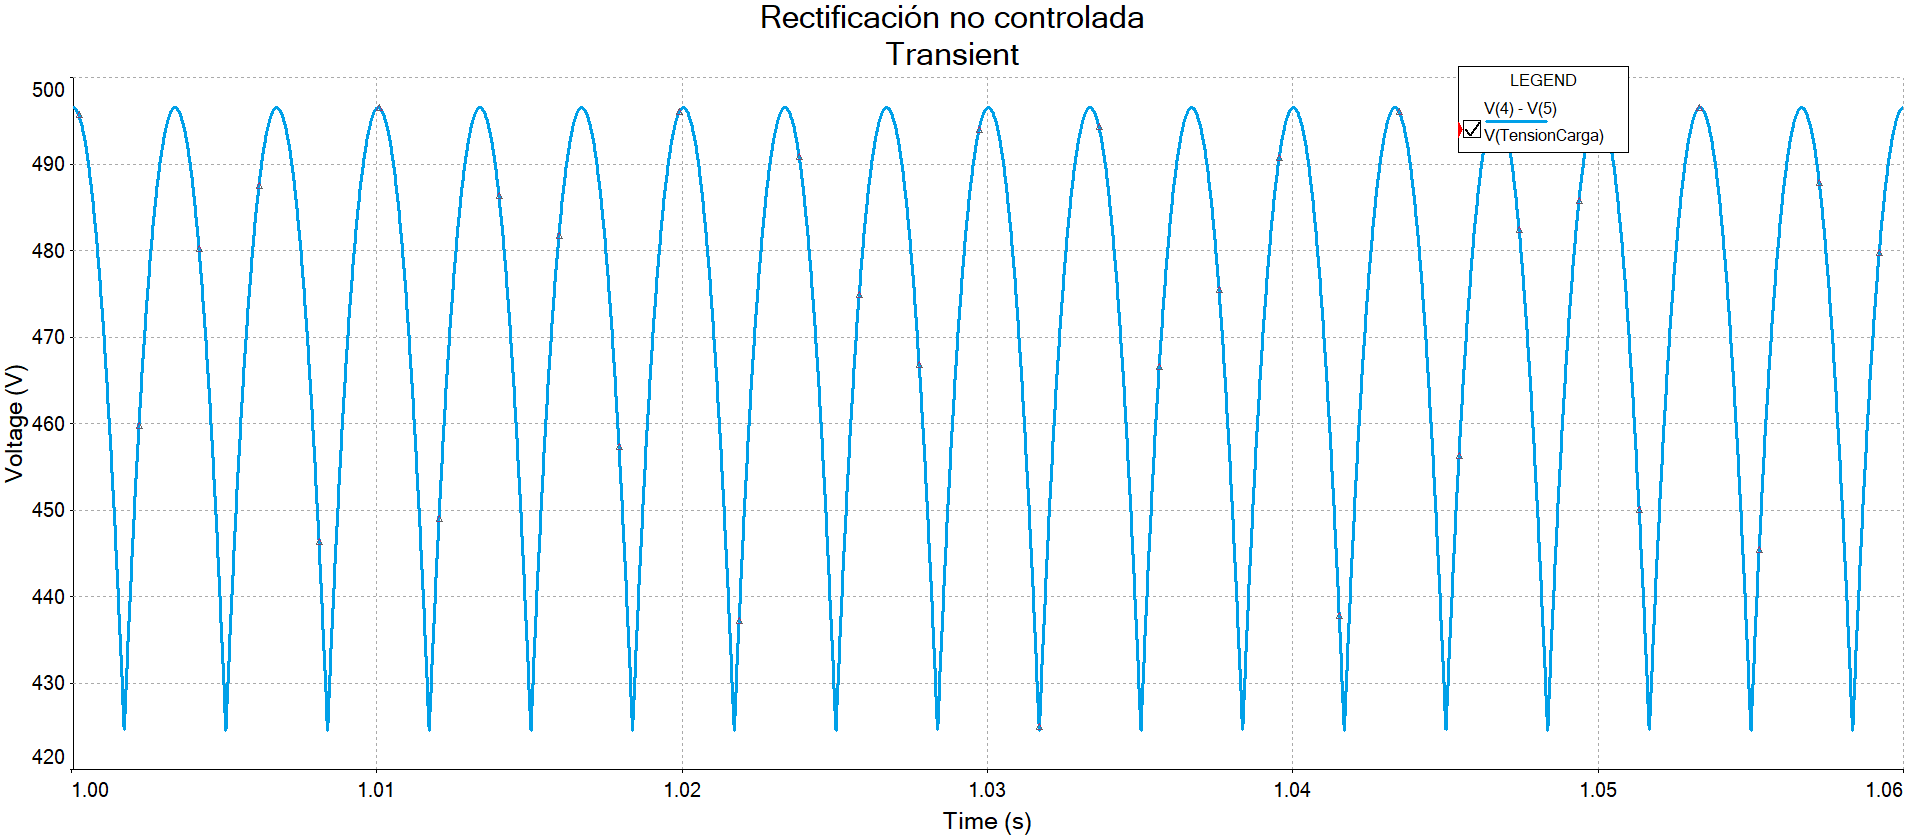 Rectificación no controlada
Transient
LEGEND
V(4) - V(5)
V(TensionCarga)
500
490
480
470
460
450
440
430
420
Voltage (V)
1.00 1.01 1.02 1.03 1.04 1.05 1.06
Time (s)